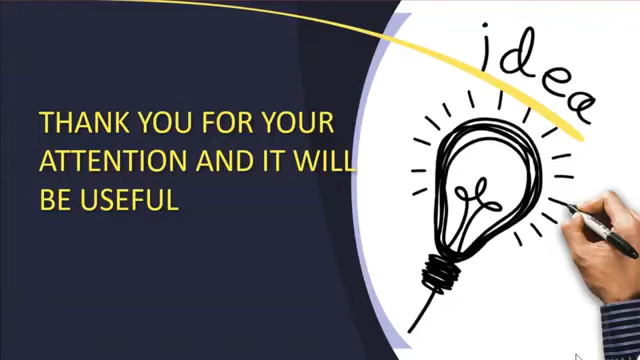 idea
THANK YOU FOR YOUR
ATTENTION AND IT WILL
BE USEFUL